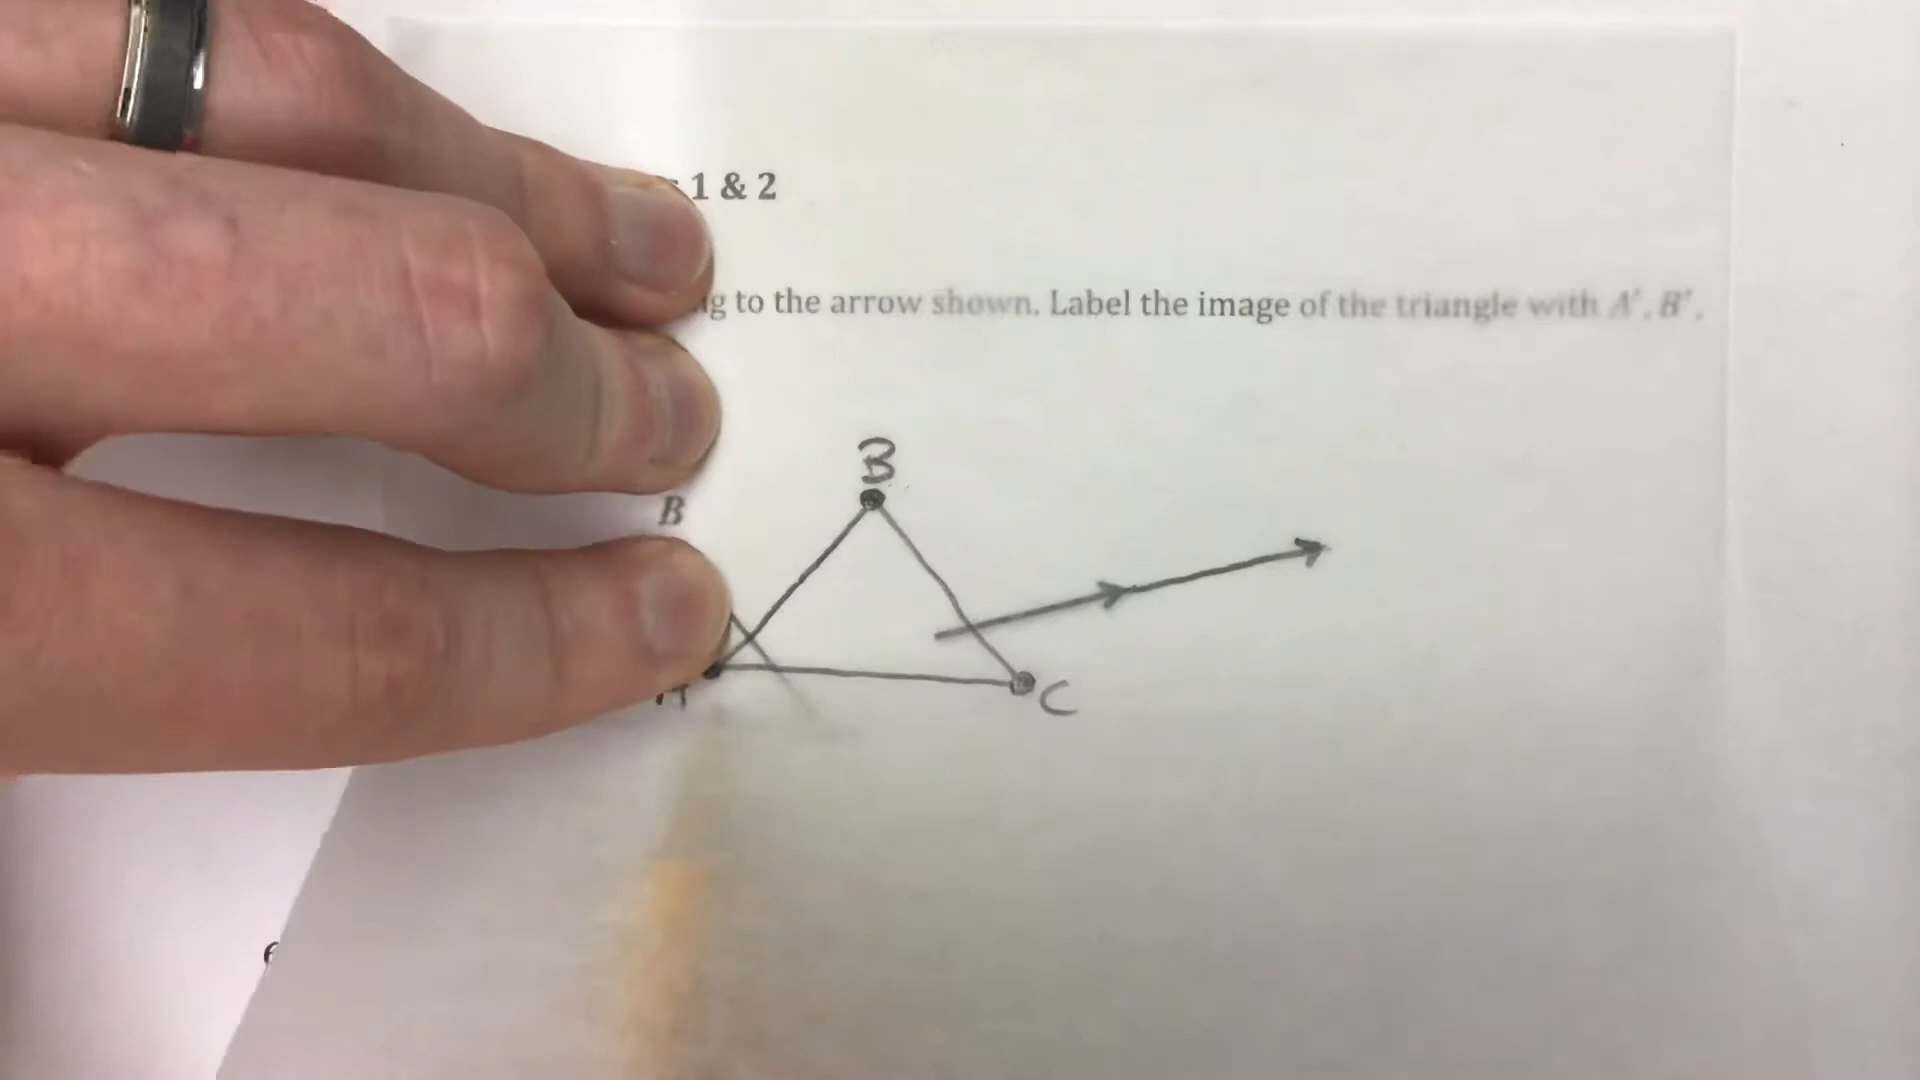 1 & 2
to the arrow shown. Label the image of the triangle with A', B',
B
B
A
C